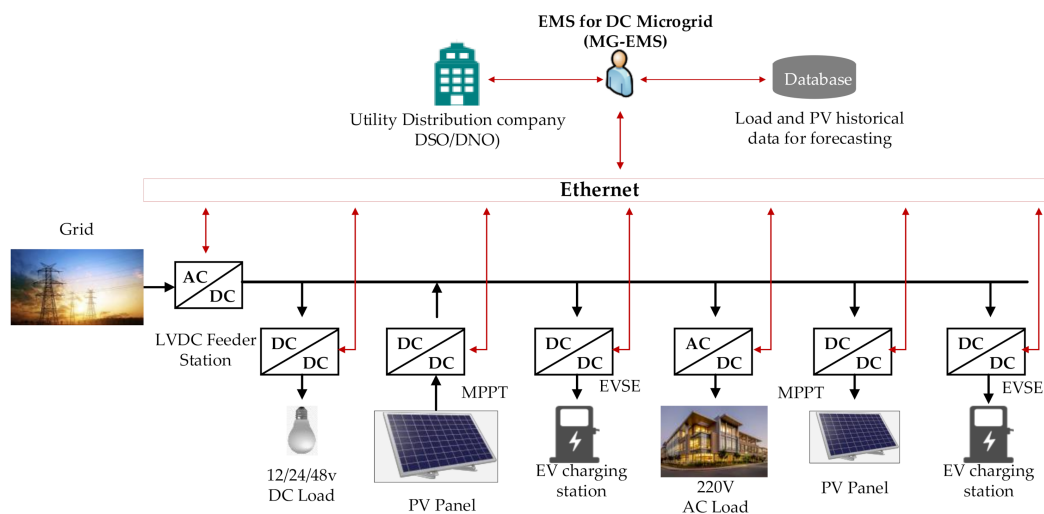 EMS for DC Microgrid
(MG-EMS)
Database
Utility Distribution company
DSO/DNO)
Load and PV historical
data for forecasting
Ethernet
Grid
AC
DC
LVDC Feeder
Station
DC
DC
DC
DC
MPPT
DC
DC
EVSE
AC
DC
DC
DC
MPPT
DC
DC
EVSE
12/24/48v
DC Load
PV Panel
EV charging
station
220V
AC Load
PV Panel
EV charging
station